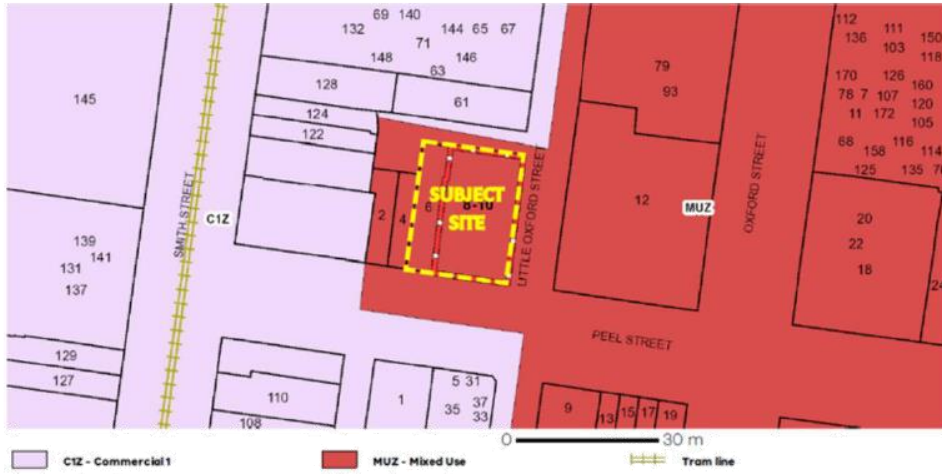 69 140
132 144 65 67
71
148 146
63
128
61
124
122
145
79
93
112
136 111 150
103 118
170 126 160
78 7 107 120
11 172 105
68 116
158 114
125 135
SMITH STREET
C1Z
2 4 6 8-10
SUBJECT
SITE
LITTLE OXFORD STREET
12
MUZ
OXFORD STREET
20
22
18
24
139
141
131
137
129
127
110
108
1
5 31
35 37
33
PEEL STREET
9 13 15 17 19
0 30 m
C1Z - Commercial 1 MUZ - Mixed Use Tram line